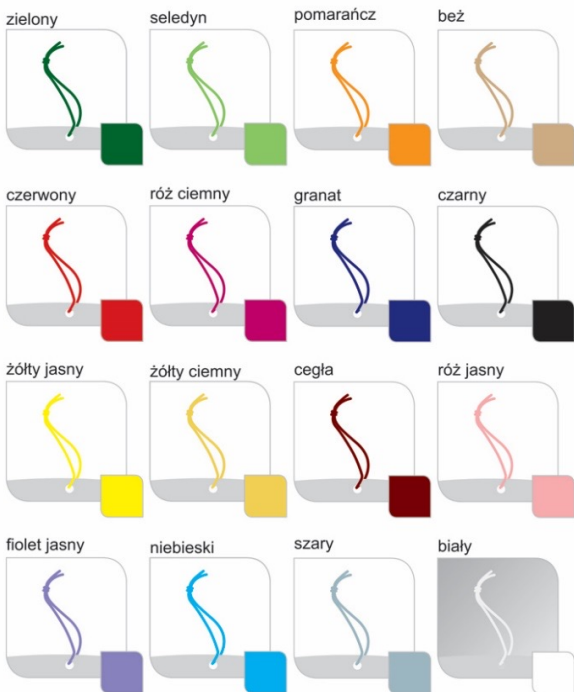 zielony
seledyn
pomarańcz
beż
czerwony
róż ciemny
granat
czarny
żółty jasny
żółty ciemny
cegła
róż jasny
fiolet jasny
niebieski
szary
biały